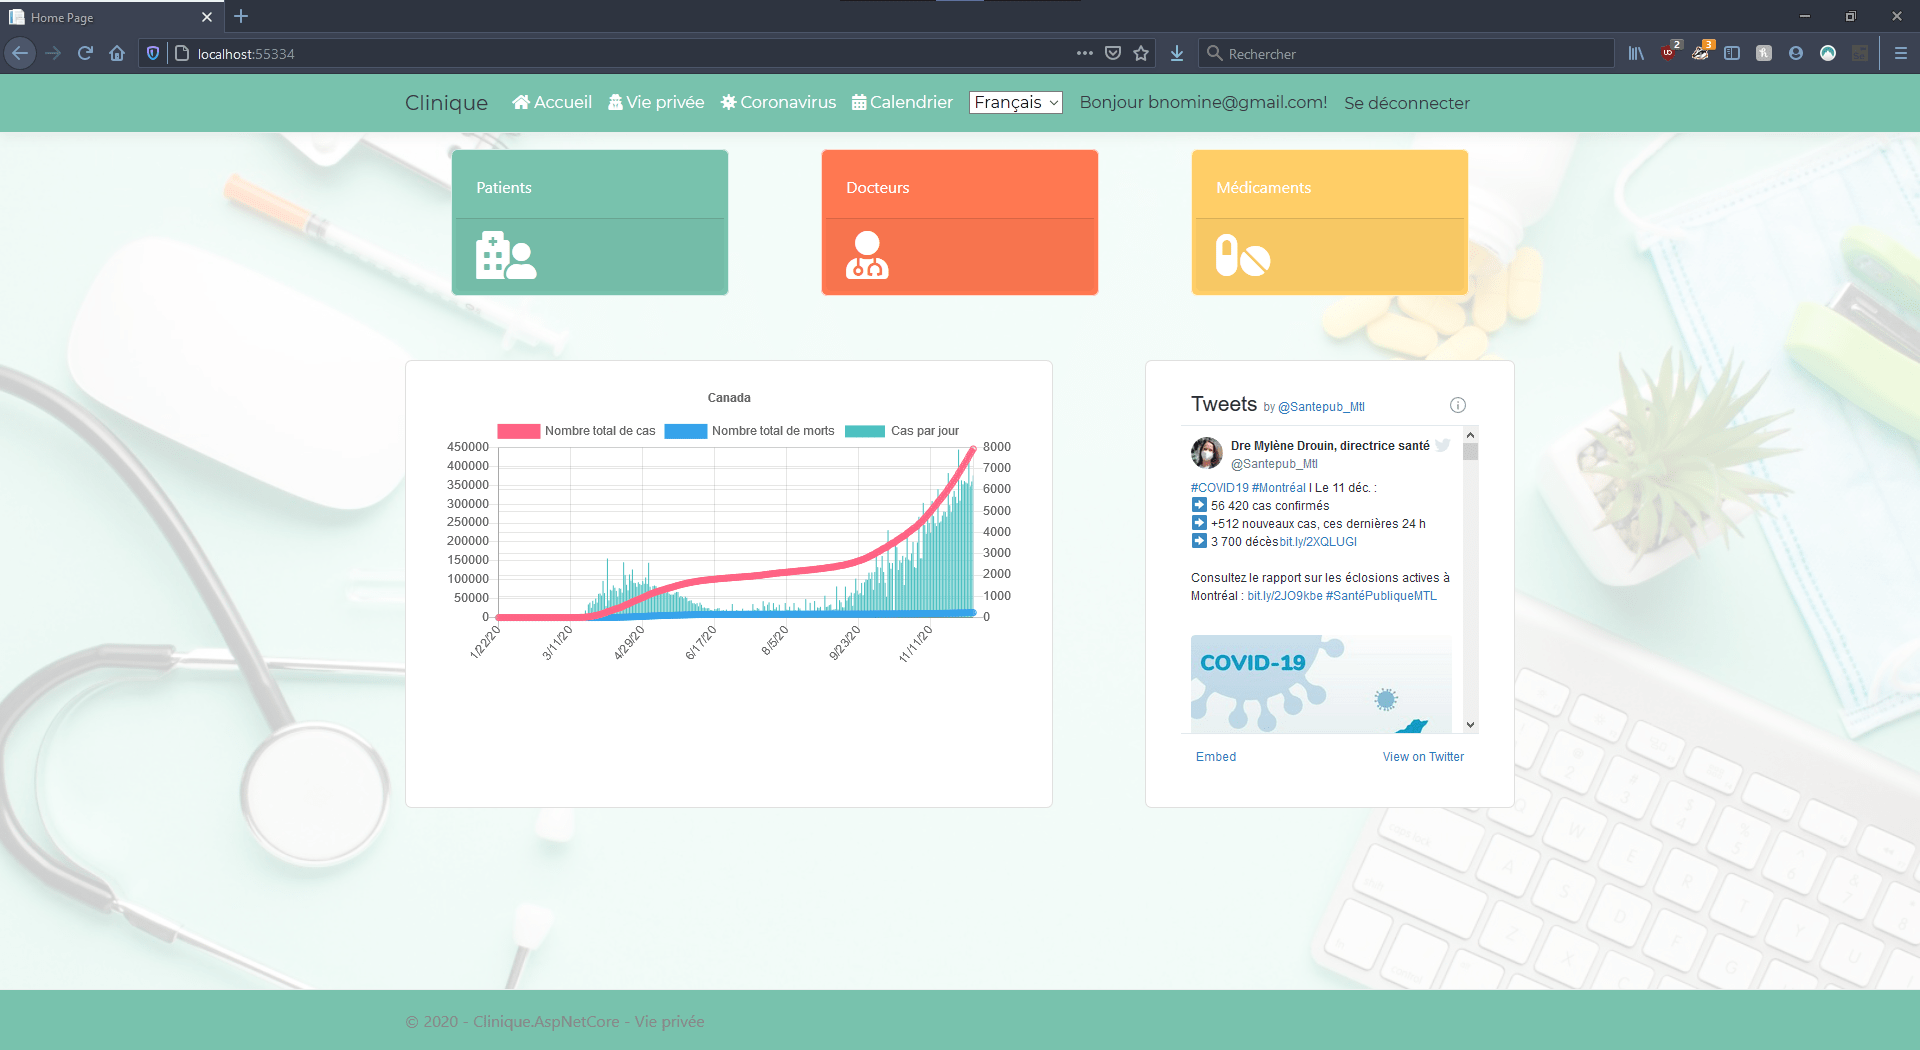 Home Page
localhost:55334
Rechercher
2
3
Clinique
Accueil
Vie privée
Coronavirus
Calendrier
Français
Bonjour bnomine@gmail.com!
Se déconnecter
Patients
Docteurs
Médicaments
Canada
Nombre total de cas
Nombre total de morts
Cas par jour
450000
400000
350000
300000
250000
200000
150000
100000
50000
0
8000
7000
6000
5000
4000
3000
2000
1000
0
1/22/20
3/11/20
4/29/20
6/17/20
8/5/20
9/23/20
11/11/20
Tweets by @Santepub_Mtl
Dre Mylène Drouin, directrice santé
@Santepub_Mtl
#COVID19 #Montréal l Le 11 déc. :
➡ 56 420 cas confirmés
➡ +512 nouveaux cas, ces dernières 24 h
➡ 3 700 décèsbit.ly/2XQLUGI
Consultez le rapport sur les éclosions actives à
Montréal : bit.ly/2JO9kbe #SantéPubliqueMTL
COVID-19
Embed
View on Twitter
© 2020 - Clinique.AspNetCore - Vie privée